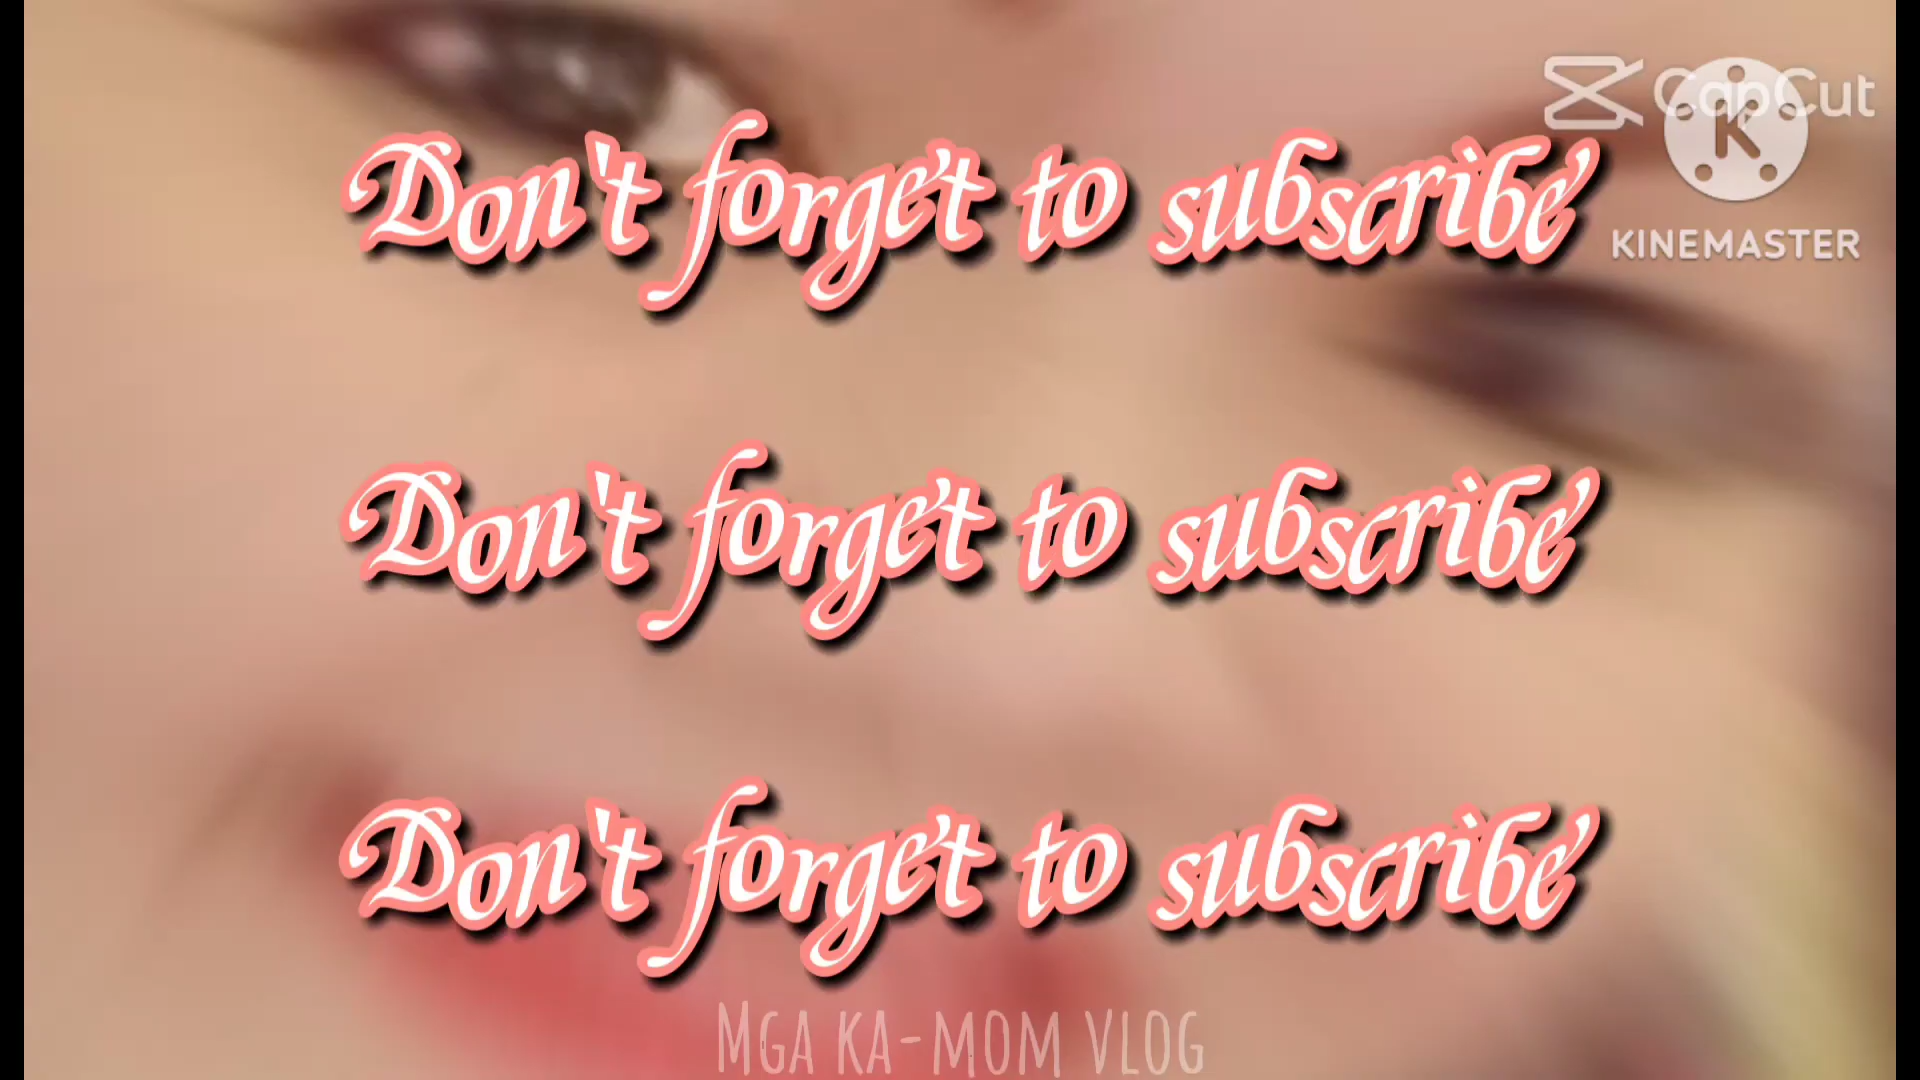 CapCut
K
KINEMASTER
Don't forget to subscribe
Don't forget to subscribe
Don't forget to subscribe
MGA KA-MOM VLOG